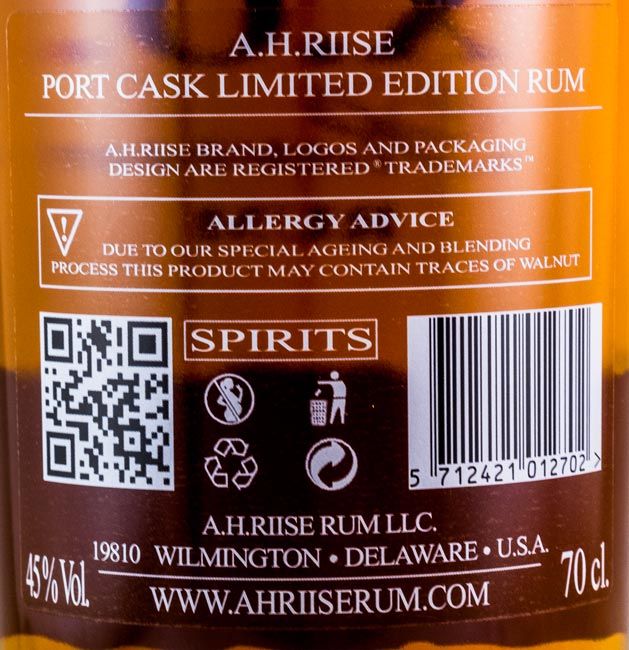 A.H.RIISE
PORT CASK LIMITED EDITION RUM
A.H.RIISE BRAND, LOGOS AND PACKAGING
DESIGN ARE REGISTERED ® TRADEMARKS™
ALLERGY ADVICE
DUE TO OUR SPECIAL AGEING AND BLENDING
PROCESS THIS PRODUCT MAY CONTAIN TRACES OF WALNUT
SPIRITS
5 712421 012702 >
A.H.RIISE RUM LLC.
19810 WILMINGTON • DELAWARE • U.S.A.
45% Vol.
70 cl.
WWW.AHRIISERUM.COM